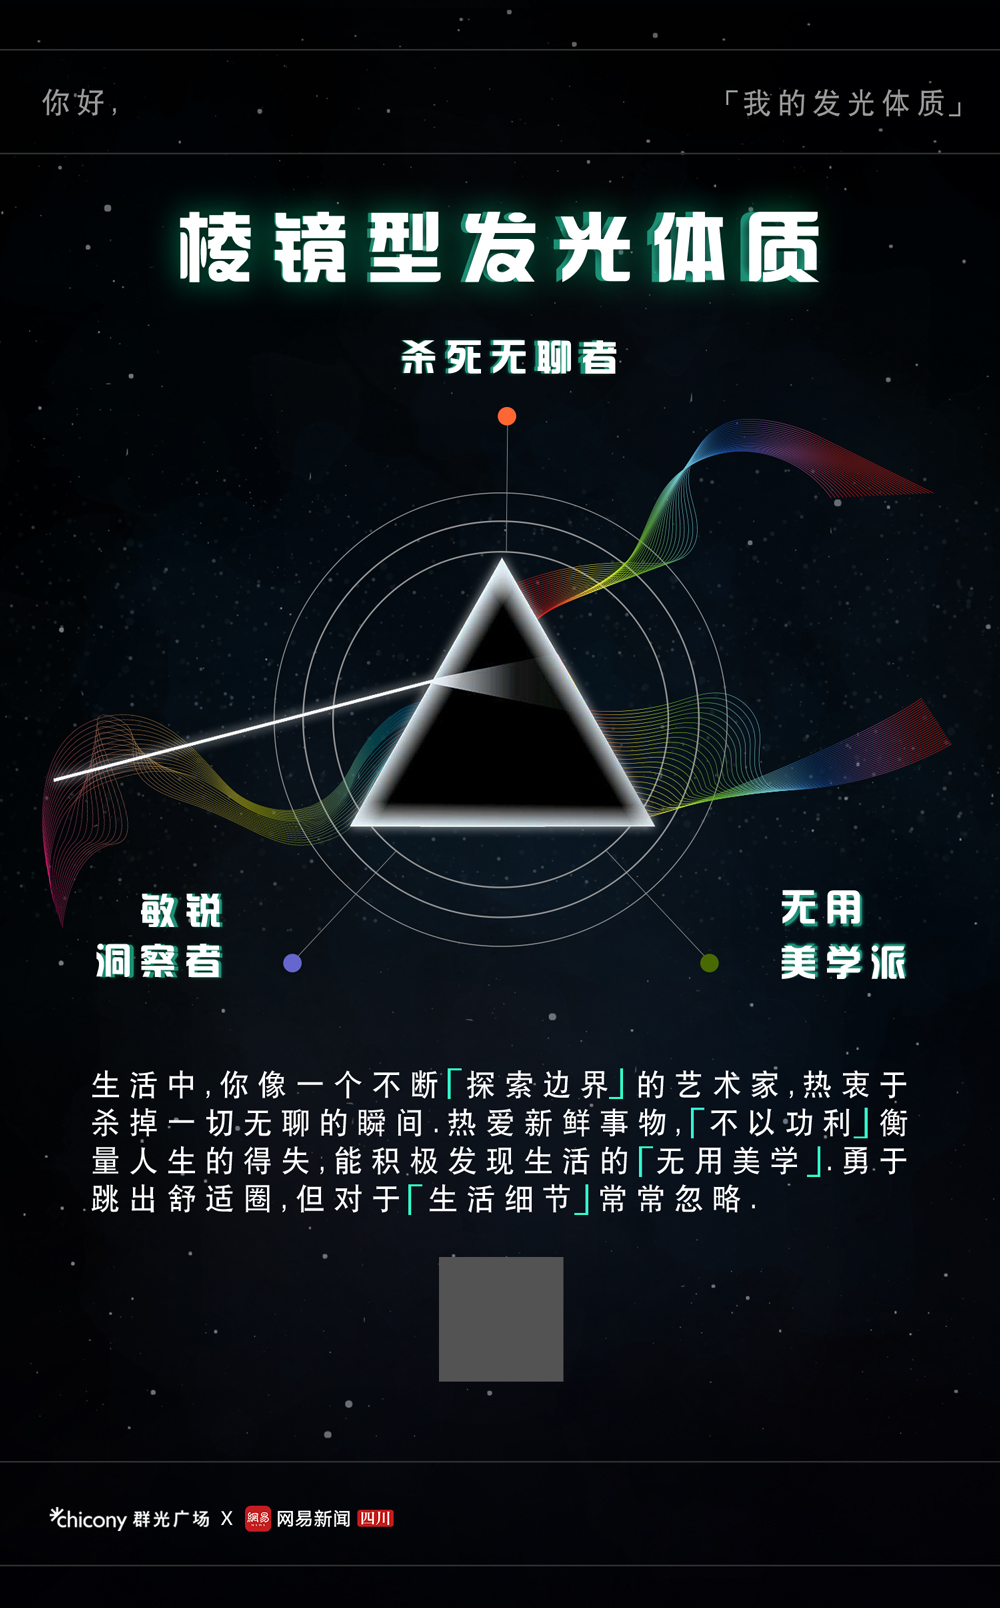 你好,
「我的发光体质」
棱镜型发光体质
杀死无聊者
敏锐
洞察者
无用
美学派
生活中,你像一个不断「探索边界」的艺术家,热衷于
杀掉一切无聊的瞬间.热爱新鲜事物,「不以功利」衡
量人生的得失,能积极发现生活的「无用美学」.勇于
跳出舒适圈,但对于「生活细节」常常忽略.
chicony 群光广场 X 網易 NEWS 网易新闻 四川